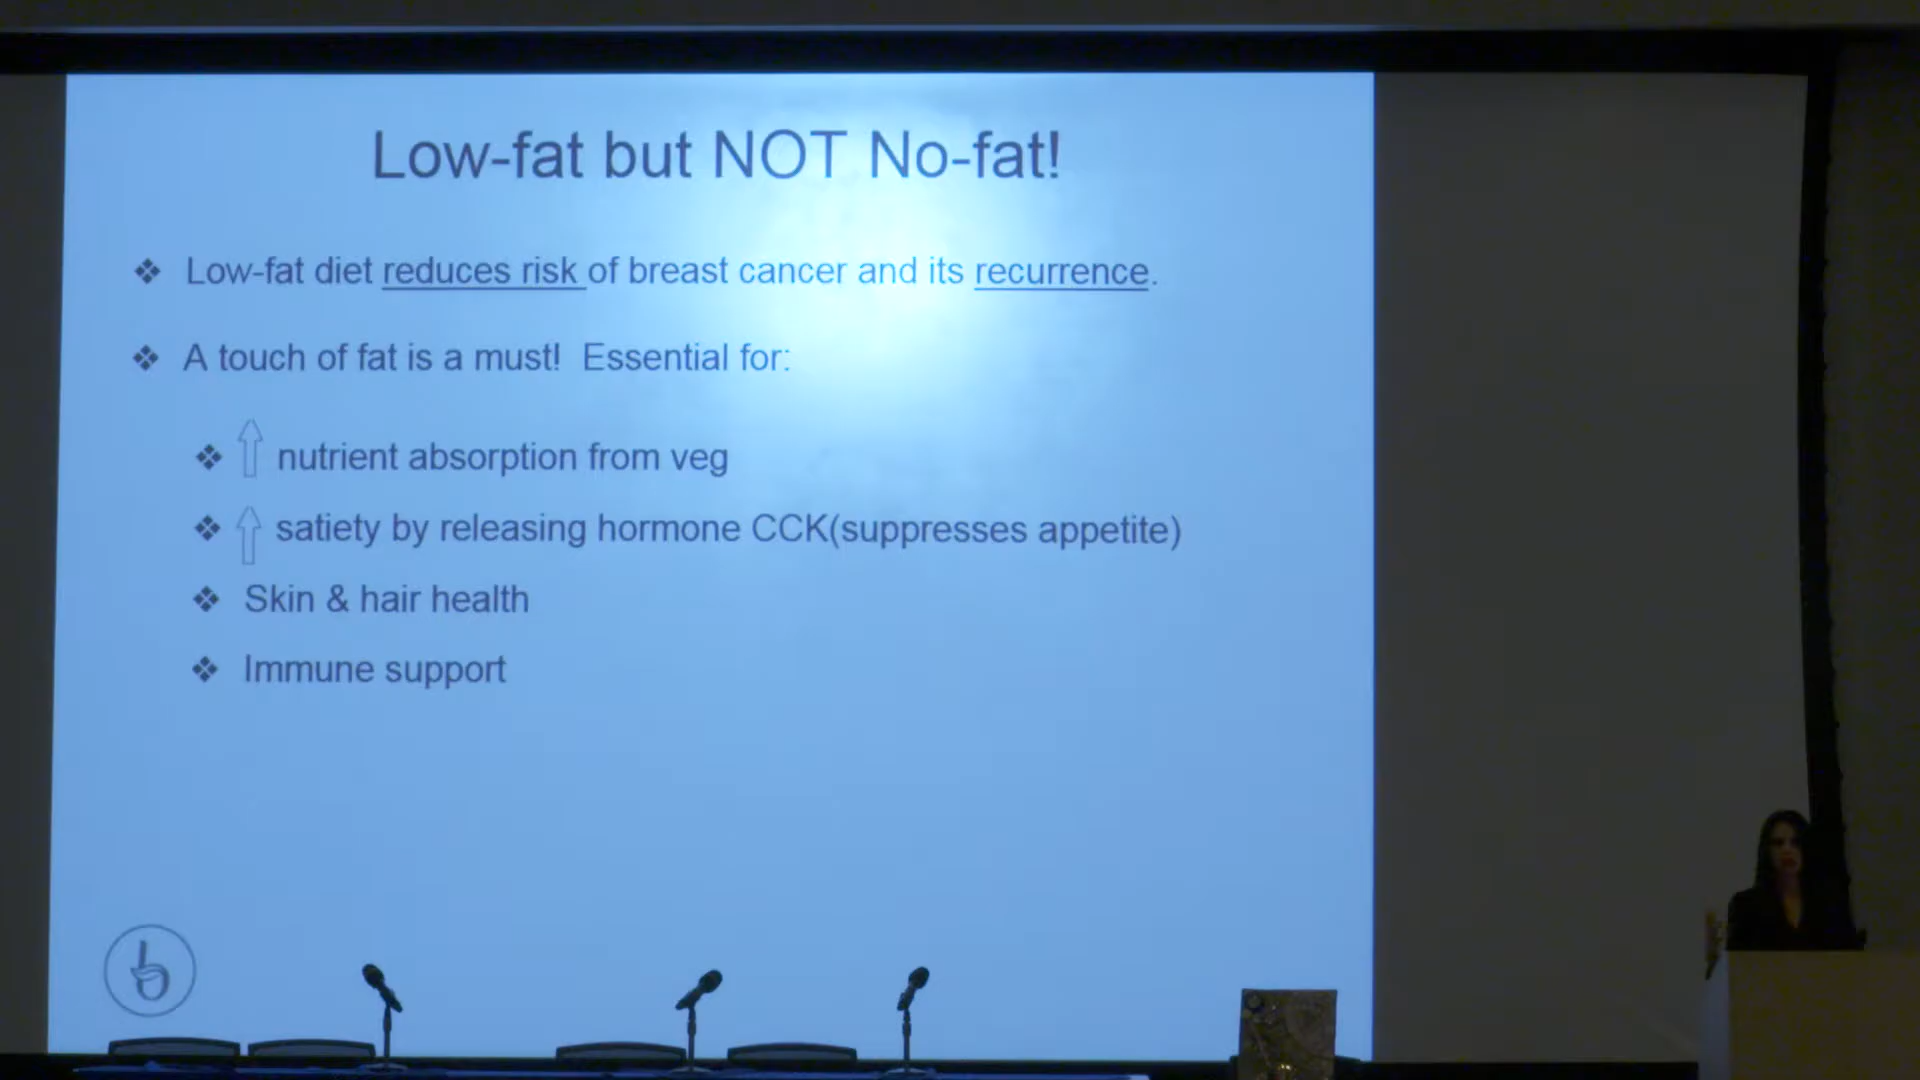 Low-fat but NOT No-fat!
❖ Low-fat diet reduces risk of breast cancer and its recurrence.
❖ A touch of fat is a must! Essential for:
❖ ⇧ nutrient absorption from veg
❖ ⇧ satiety by releasing hormone CCK(suppresses appetite)
❖ Skin & hair health
❖ Immune support
b